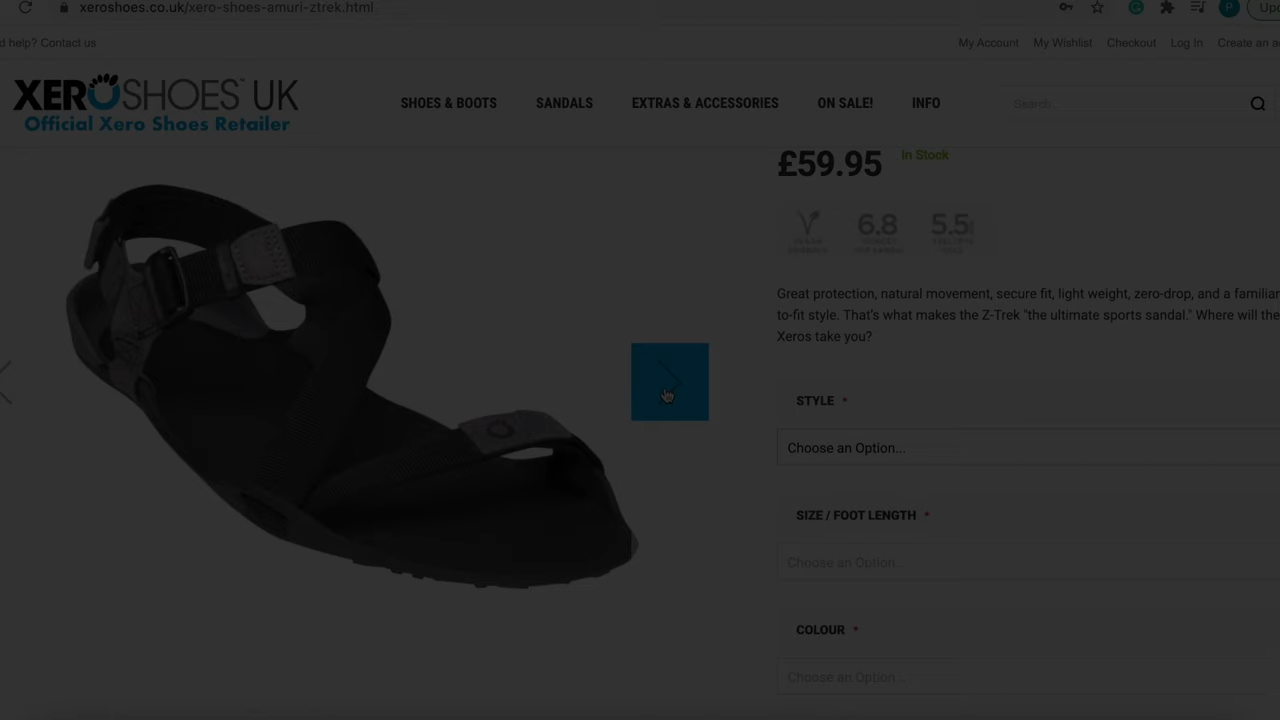 xeroshoes.co.uk/xero-shoes-amuri-ztrek.html
P
d help? Contact us
My Account
My Wishlist
Checkout
Log In
Create an a
XEROSHOES UK
Official Xero Shoes Retailer
SHOES & BOOTS
SANDALS
EXTRAS & ACCESSORIES
ON SALE!
INFO
Search
£59.95
In Stock
6.8
5.5
Great protection, natural movement, secure fit, light weight, zero-drop, and a familiar
to-fit style. That's what makes the Z-Trek "the ultimate sports sandal." Where will the
Xeros take you?
STYLE *
Choose an Option...
SIZE / FOOT LENGTH *
Choose an Option...
COLOUR *
Choose an Option...